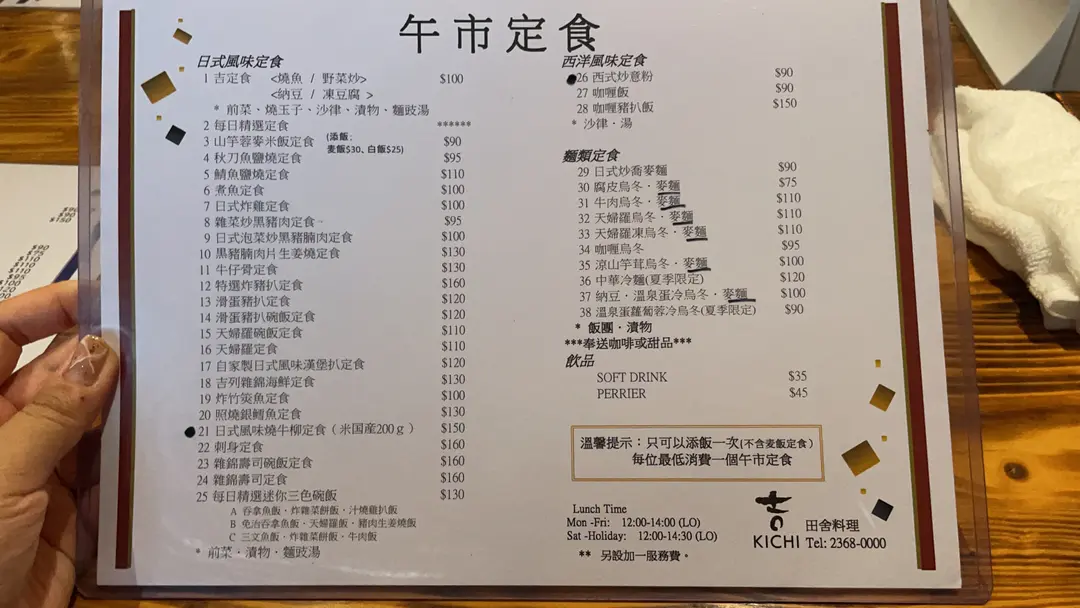 午市定食
日式風味定食
1 吉定食 <燒魚 / 野菜炒> $100
<納豆 / 凍豆腐 >
* 前菜、燒玉子、沙律、漬物、麵豉湯
2 每日精選定食 ******
3 山竽蓉麥米飯定食 (添飯: 麥飯$30、白飯$25) $90
4 秋刀魚鹽燒定食 $95
5 鯖魚鹽燒定食 $110
6 煮魚定食 $100
7 日式炸雞定食 $100
8 雜菜炒黑豬肉定食 $95
9 日式泡菜炒黑豬腩肉定食 $100
10 黑豬腩肉片生姜燒定食 $130
11 牛仔骨定食 $130
12 特選炸豬扒定食 $160
13 滑蛋豬扒定食 $120
14 滑蛋豬扒碗飯定食 $120
15 天婦羅碗飯定食 $110
16 天婦羅定食 $110
17 自家製日式風味漢堡扒定食 $120
18 吉列雜錦海鮮定食 $130
19 炸竹筴魚定食 $100
20 照燒銀鱈魚定食 $130
21 日式風味燒牛柳定食（米国産200g） $150
22 刺身定食 $160
23 雜錦壽司碗飯定食 $160
24 雜錦壽司定食 $160
25 每日精選迷你三色碗飯 $130
A 吞拿魚飯・炸雜菜餅飯・汁燒雞扒飯
B 免治吞拿魚飯・天婦羅飯・豬肉生姜燒飯
C 三文魚飯・炸雜菜餅飯・牛肉飯
* 前菜・漬物・麵豉湯
西洋風味定食
26 西式炒意粉 $90
27 咖喱飯 $90
28 咖喱豬扒飯 $150
* 沙律・湯
麵類定食
29 日式炒喬麥麵 $90
30 腐皮烏冬・麥麵 $75
31 牛肉烏冬・麥麵 $110
32 天婦羅烏冬・麥麵 $110
33 天婦羅凍烏冬・麥麵 $110
34 咖喱烏冬 $95
35 涼山竽茸烏冬・麥麵 $100
36 中華冷麵(夏季限定) $120
37 納豆・溫泉蛋冷烏冬・麥麵 $100
38 溫泉蛋蘿蔔蓉冷烏冬(夏季限定) $90
* 飯團・漬物
***奉送咖啡或甜品***
飲品
SOFT DRINK $35
PERRIER $45
溫馨提示：只可以添飯一次(不含麦飯定食)
每位最低消費一個午市定食
Lunch Time
Mon -Fri: 12:00-14:00 (LO)
Sat -Holiday: 12:00-14:30 (LO)
** 另設加一服務費。
吉
KICHI
田舍料理
Tel: 2368-0000
$90
$90
$150
$90
$75
$110
$110
$110
$95
$100